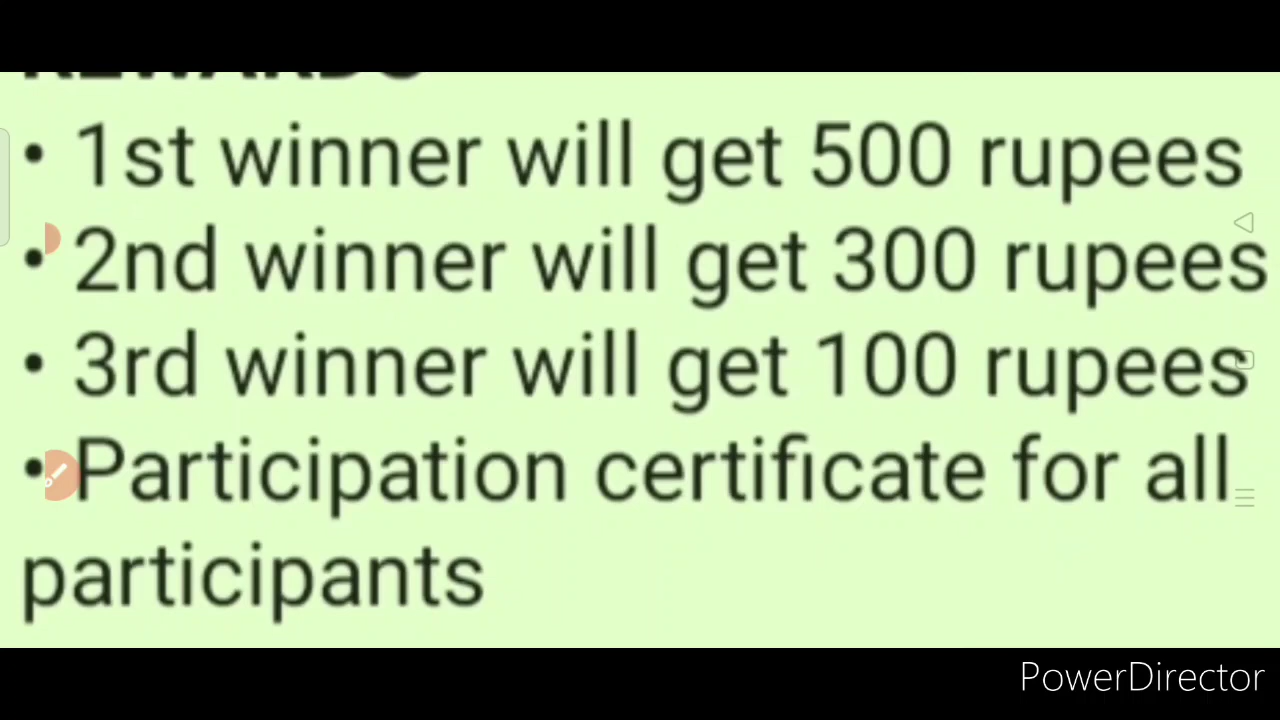 REWARDS
• 1st winner will get 500 rupees
• 2nd winner will get 300 rupees
• 3rd winner will get 100 rupees
• Participation certificate for all
participants
PowerDirector